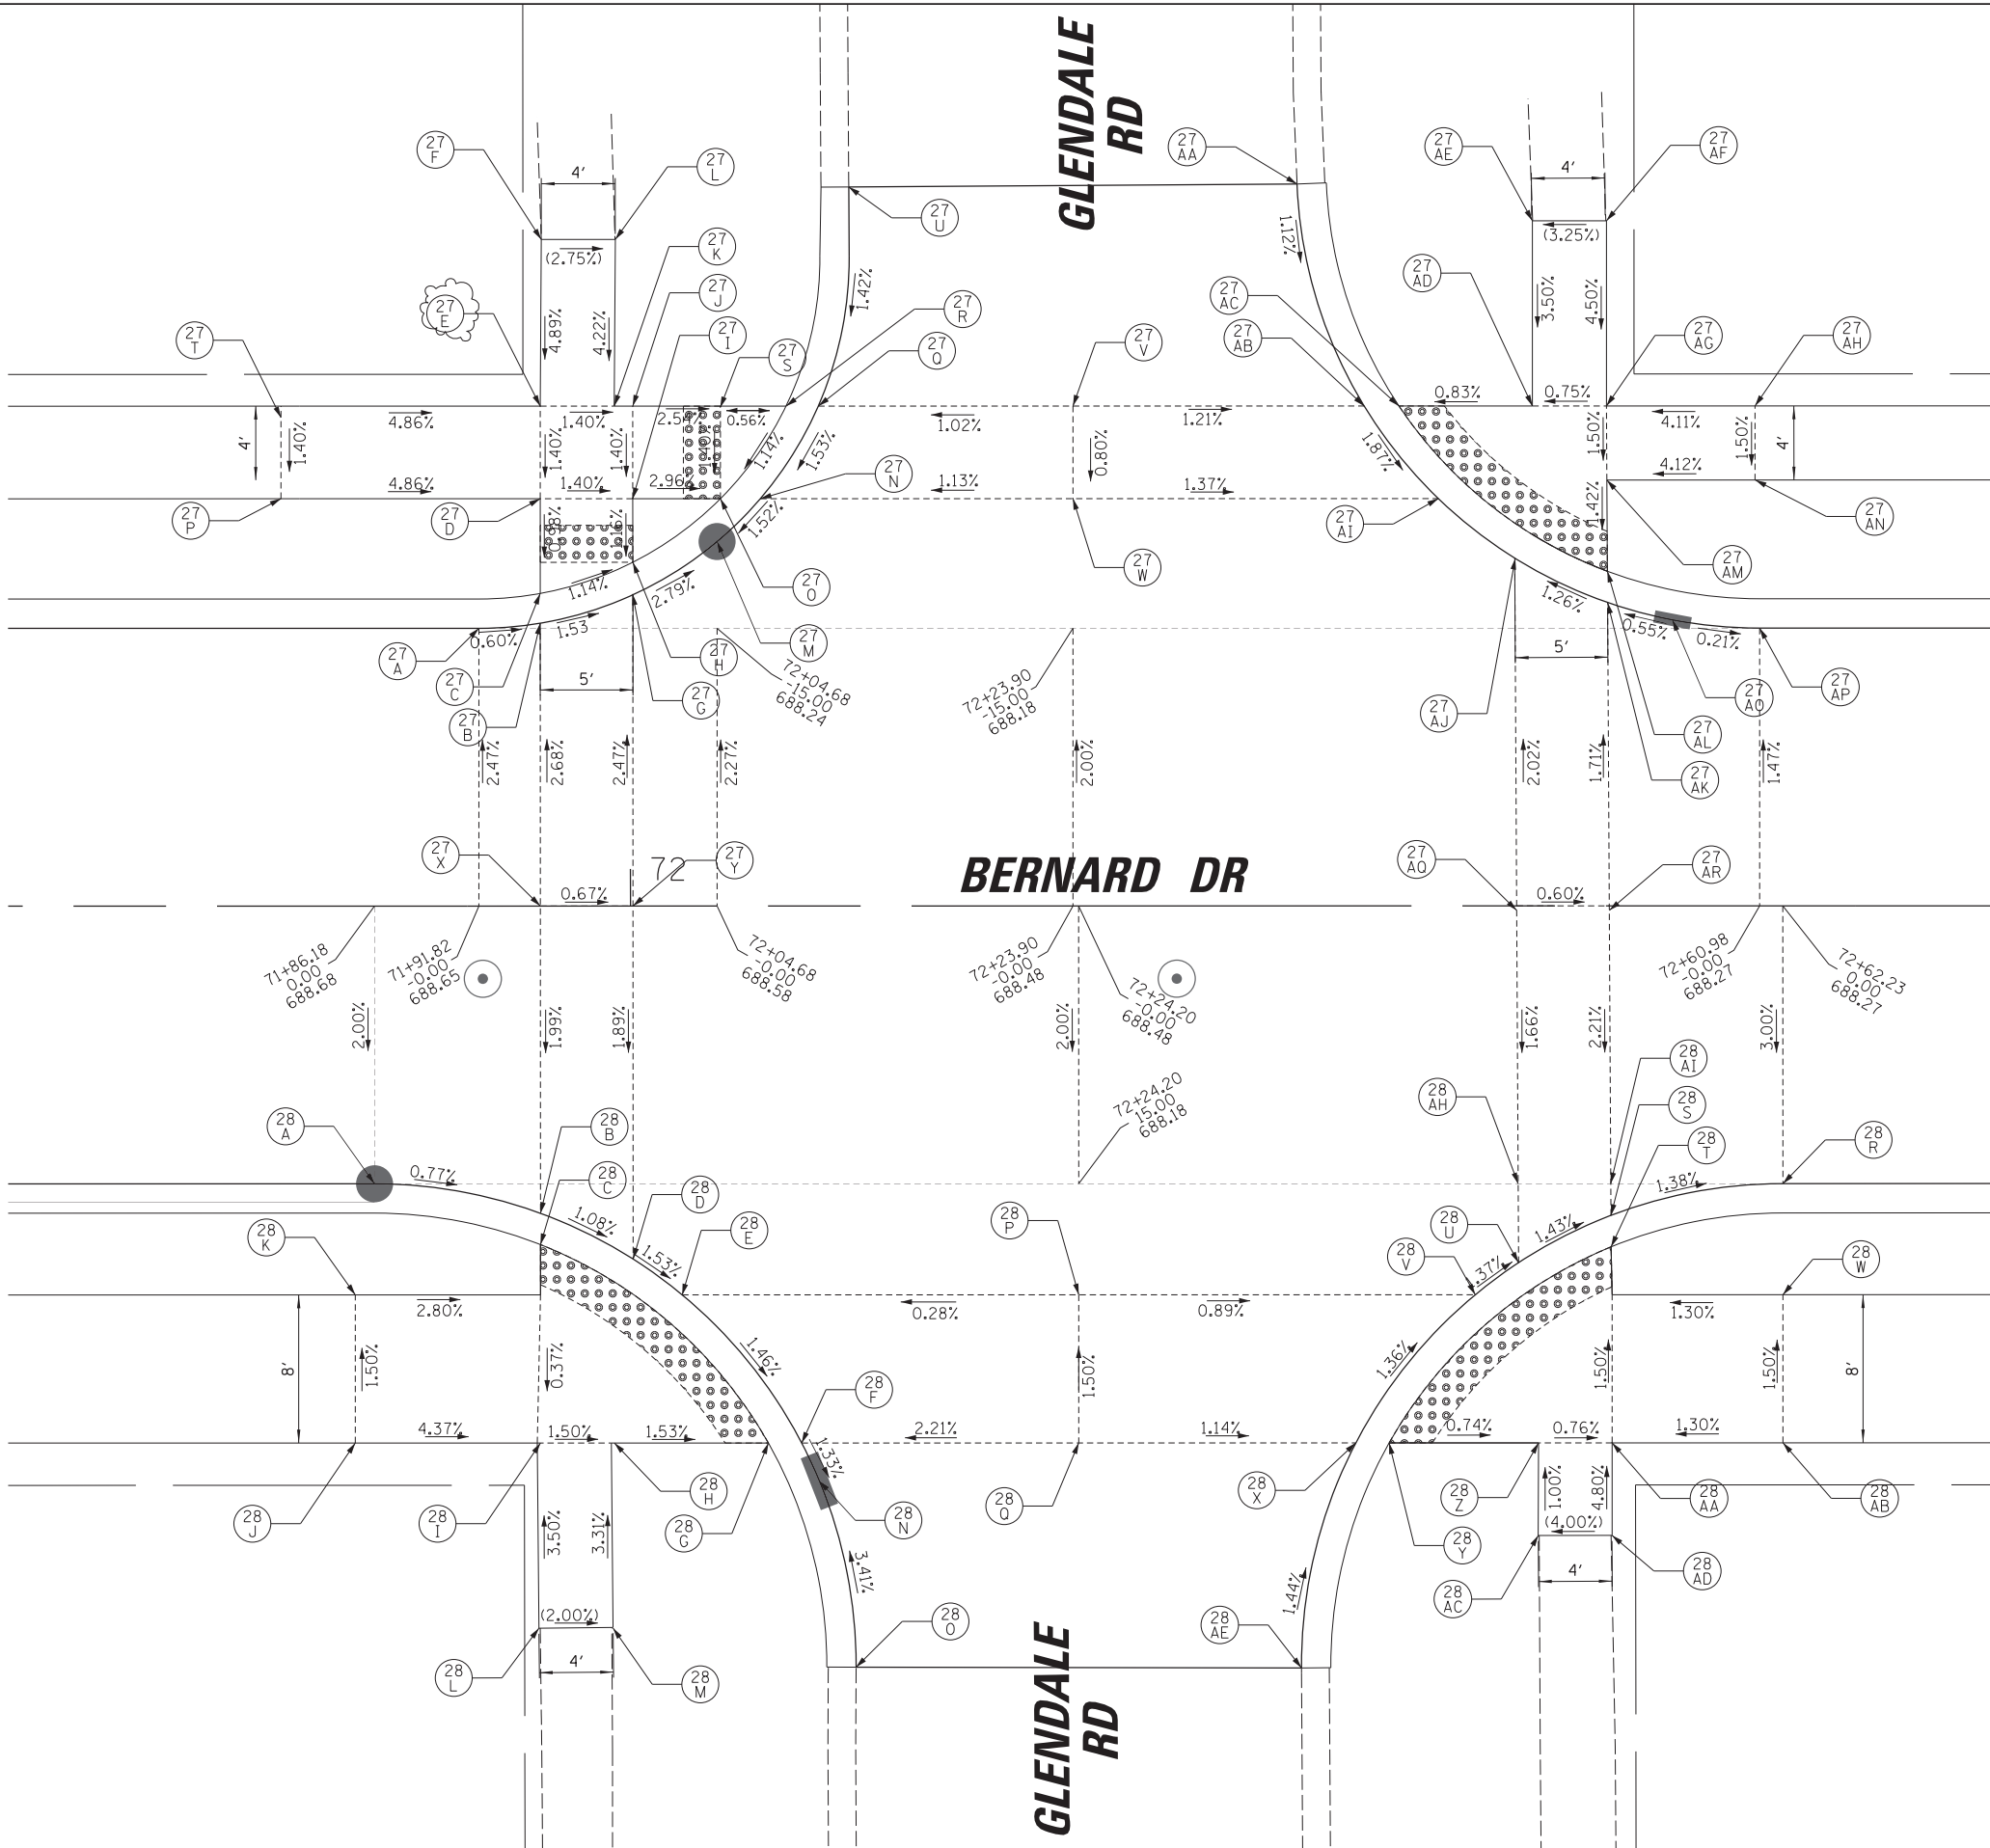 GLENDALE
RD
27
F
4'
27
L
27
U
27
AA
27
AE
4'
27
AF
(2.75%)
27
K
(3.25%)
1.12%
27
E
4.89%
4.22%
27
J
1.42%
27
AC
27
AD
3.50%
4.50%
27
T
27
I
27
S
27
R
27
Q
27
V
27
AB
27
AG
27
AH
4'
1.40%
4.86%
1.40%
0.56%
1.02%
1.21%
0.83%
0.75%
4.11%
1.40%
1.40%
1.14%
1.53%
0.80%
1.87%
1.50%
1.50%
4'
4.86%
1.40%
2.96%
27
N
1.13%
1.37%
4.12%
27
P
27
D
1.16%
1.52%
27
AI
1.42%
27
AN
1.14%
2.79%
27
O
27
W
27
AM
1.53
0.60%
27
A
27
C
27
B
5'
27
H
27
G
27
M
72+04.68
-15.00
688.24
72+23.90
-15.00
688.18
1.26%
0.55%
0.21%
5'
27
AJ
27
AO
27
AP
27
AL
27
AK
2.47%
2.68%
2.47%
2.27%
2.00%
2.02%
1.71%
1.47%
27
X
0.67%
72
27
Y
BERNARD DR
27
AQ
0.60%
27
AR
71+86.18
0.00
688.68
71+91.82
-0.00
688.65
72+04.68
-0.00
688.58
72+23.90
-0.00
688.48
72+24.20
-0.00
688.48
72+60.98
-0.00
688.27
72+62.23
0.00
688.27
2.00%
1.99%
1.89%
2.00%
1.66%
2.21%
3.00%
72+24.20
15.00
688.18
28
A
28
B
28
AH
28
AI
28
S
28
T
28
R
0.77%
28
C
28
D
1.08%
1.53%
28
E
28
P
28
U
28
V
1.43%
1.38%
28
K
28
W
2.80%
0.28%
0.89%
1.30%
8'
1.50%
0.37%
1.46%
1.50%
1.36%
1.50%
1.50%
8'
28
F
4.37%
1.50%
1.53%
2.21%
1.14%
0.74%
0.76%
1.30%
1.33%
28
J
28
I
28
H
28
G
28
N
28
Q
28
X
28
Z
28
Y
1.00%
4.80%
28
AA
28
AB
3.50%
3.31%
(4.00%)
3.41%
1.44%
28
AC
4'
28
AD
(2.00%)
28
L
4'
28
M
28
O
28
AE
GLENDALE
RD